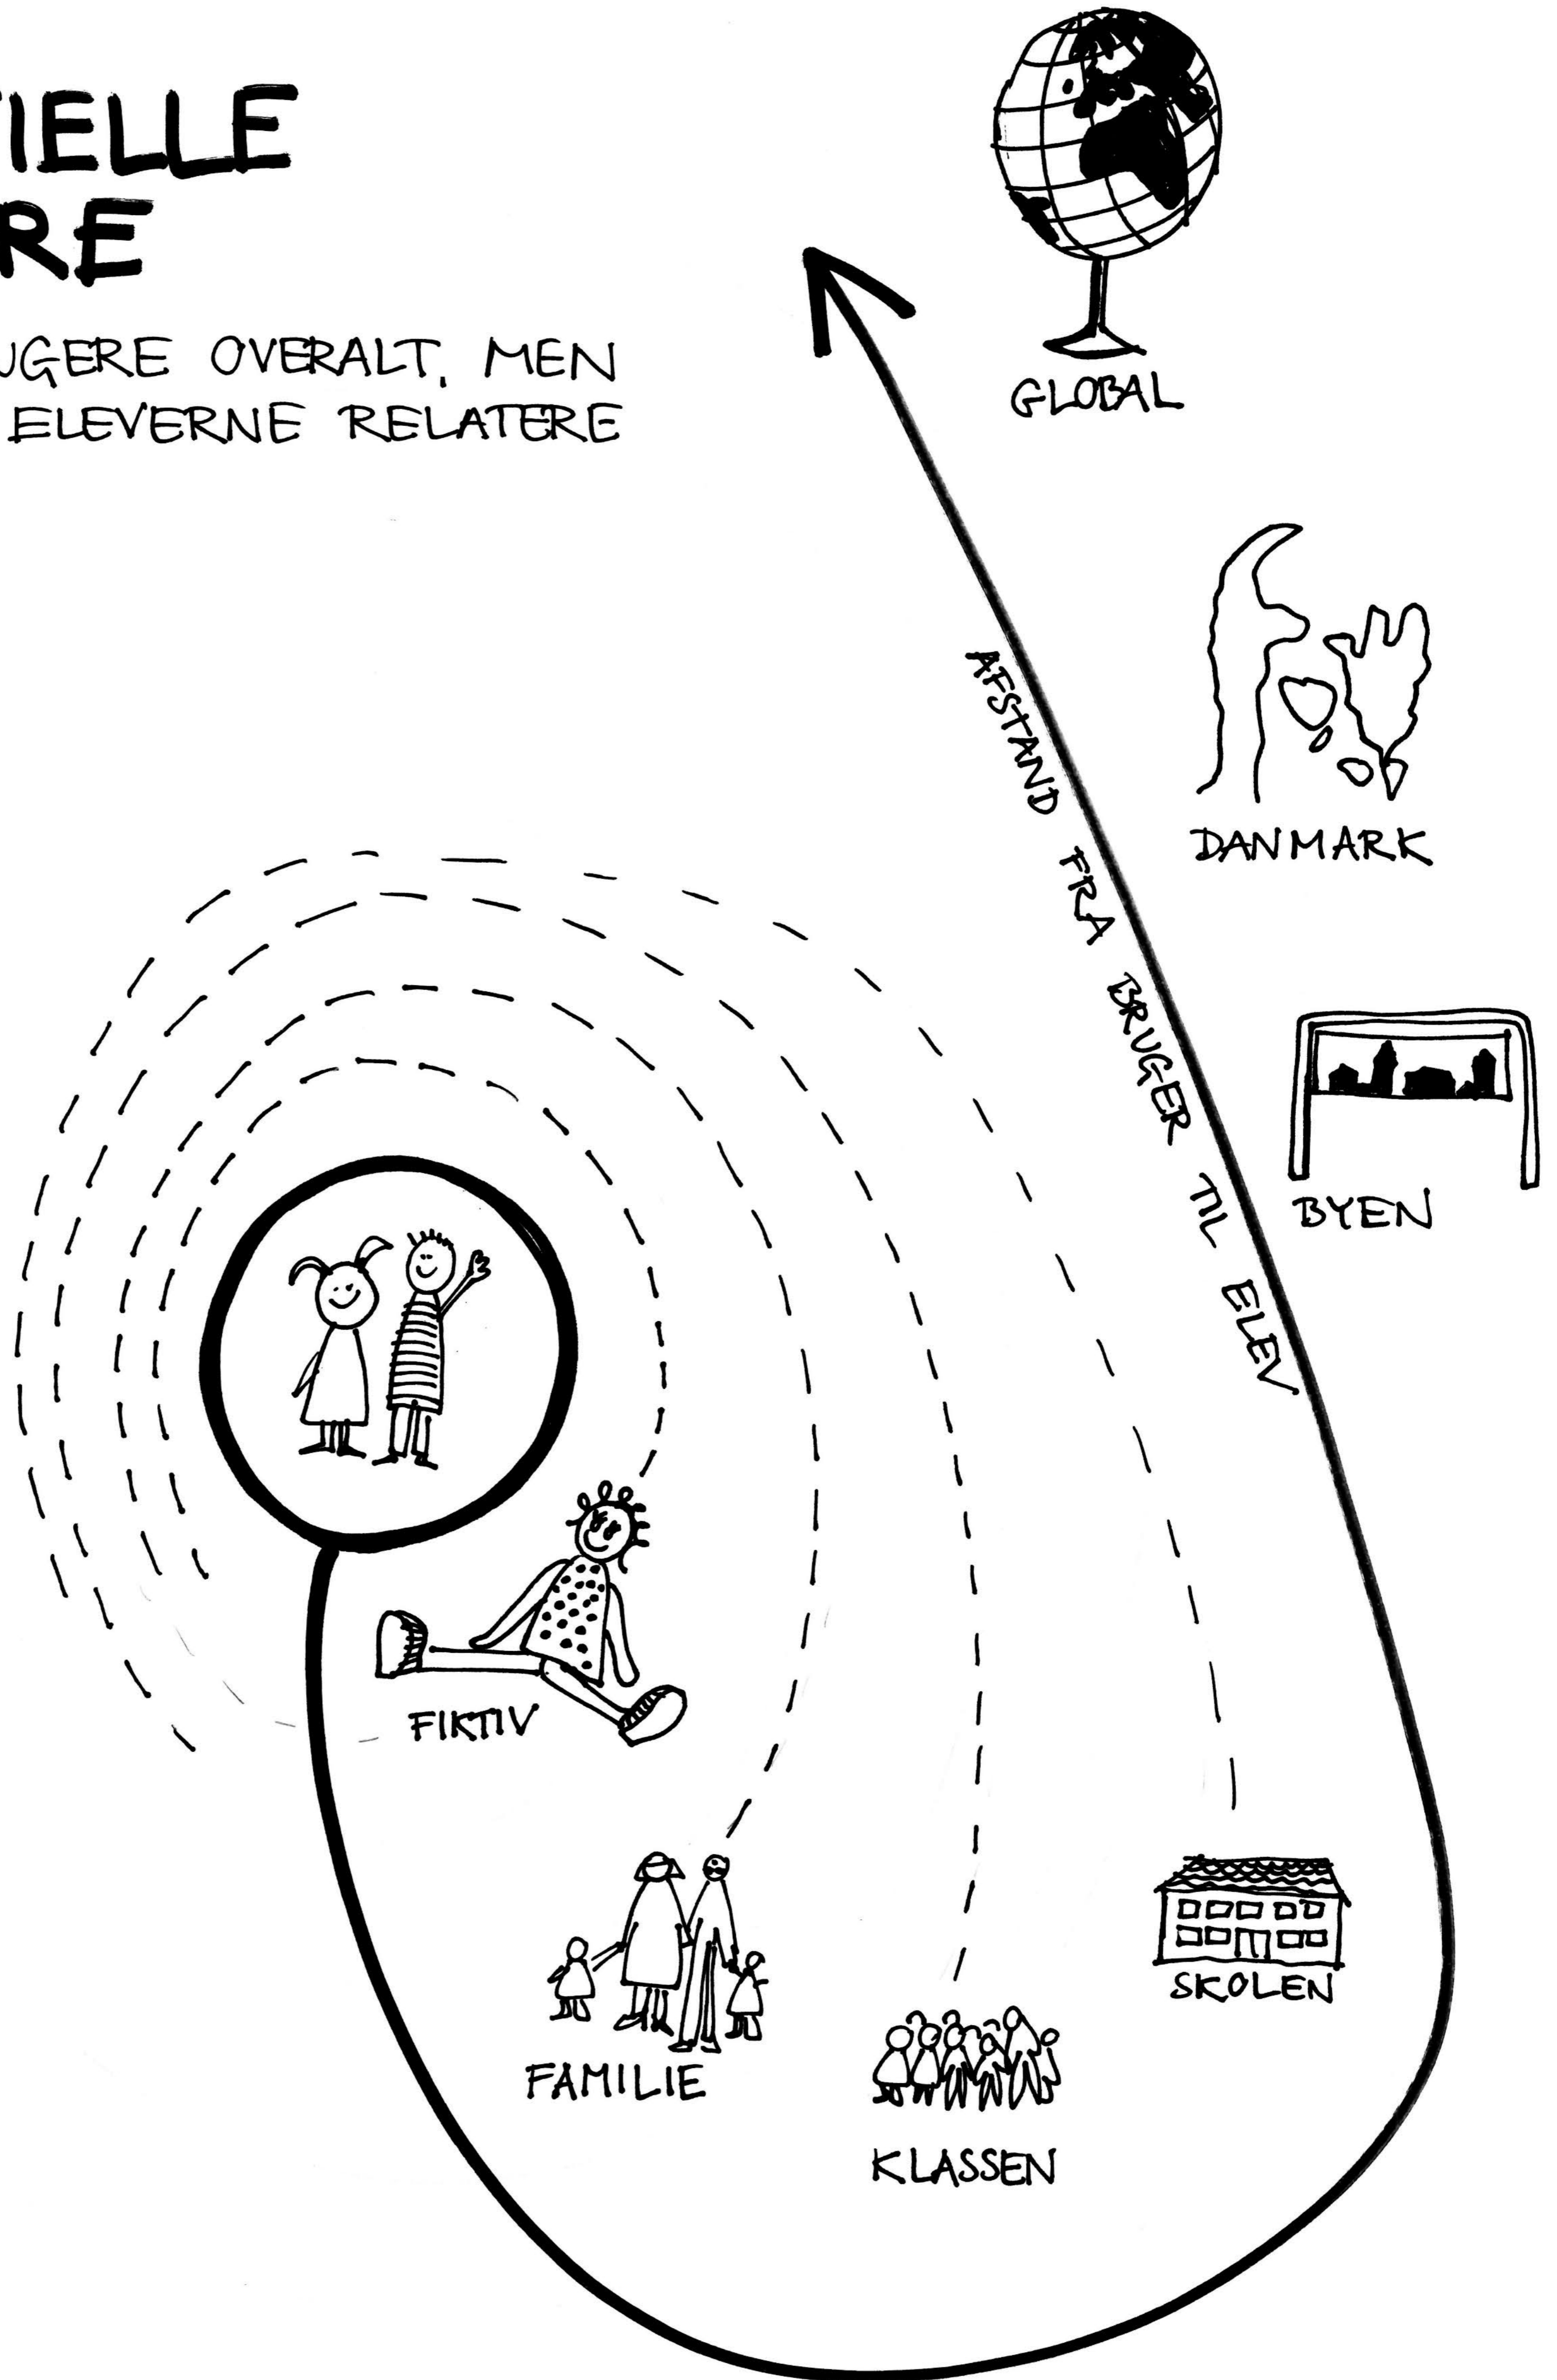 IELLE
RE
UGERE OVERALT, MEN
ELEVERNE RELATERE
GLOBAL
DANMARK
AFSTAND FRA BRUGER TIL ELEV
BYEN
FIKTIV
SKOLEN
FAMILIE
KLASSEN